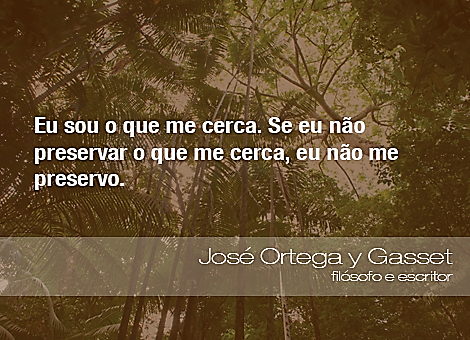 Eu sou o que me cerca. Se eu não
preservar o que me cerca, eu não me
preservo.
José Ortega y Gasset
filósofo e escritor